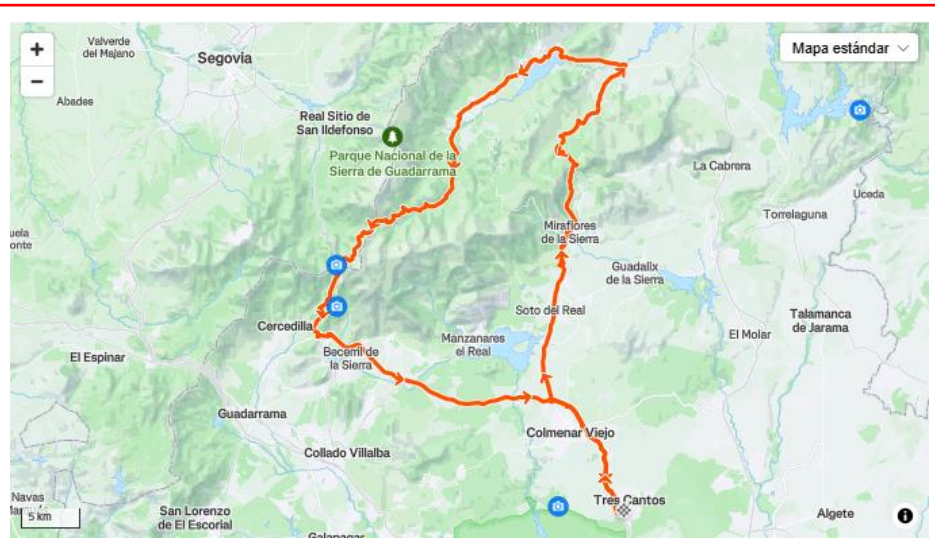 +
−
Mapa estándar
Valverde
del Majano
Segovia
Abades
Real Sitio de
San Ildefonso
Parque Nacional de la
Sierra de Guadarrama
La Cabrera
Uceda
Torrelaguna
Miraflores
de la Sierra
Guadalix
de la Sierra
Soto del Real
Talamanca
de Jarama
Cercedilla
Manzanares
el Real
El Molar
El Espinar
Becerril de
la Sierra
Guadarrama
Colmenar Viejo
Collado Villalba
Navas
5 km
San Lorenzo
de El Escorial
Tres Cantos
Algete
Galapagar